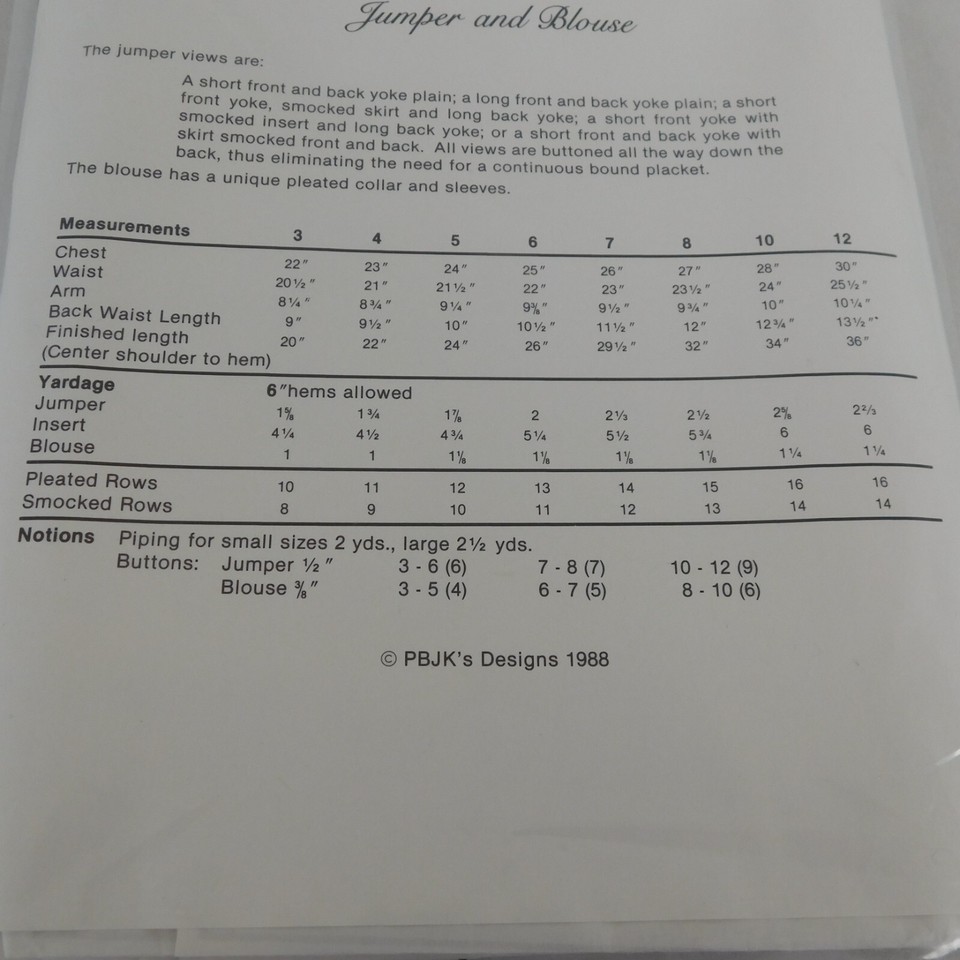 Jumper and Blouse
The jumper views are:
A short front and back yoke plain; a long front and back yoke plain; a short
front yoke, smocked skirt and long back yoke; a short front yoke with
smocked insert and long back yoke; or a short front and back yoke with
skirt smocked front and back. All views are buttoned all the way down the
back, thus eliminating the need for a continuous bound placket.
The blouse has a unique pleated collar and sleeves.
Measurements 3 4 5 6 7 8 10 12
Chest 22" 23" 24" 25" 26" 27" 28" 30"
Waist 20½" 21" 21½" 22" 23" 23½" 24" 25½"
Arm 8¼" 8¾" 9¼" 9⅜" 9½" 9¾" 10" 10¼"
Back Waist Length 9" 9½" 10" 10½" 11½" 12" 12¾" 13½"
Finished length 20" 22" 24" 26" 29½" 32" 34" 36"
(Center shoulder to hem)
Yardage 6"hems allowed
Jumper 1⅝ 1¾ 1⅞ 2 2⅓ 2½ 2⅝ 2⅔
Insert 4¼ 4½ 4¾ 5¼ 5½ 5¾ 6 6
Blouse 1 1 1⅛ 1⅛ 1⅛ 1⅛ 1¼ 1¼
Pleated Rows 10 11 12 13 14 15 16 16
Smocked Rows 8 9 10 11 12 13 14 14
Notions Piping for small sizes 2 yds., large 2½ yds.
Buttons: Jumper ½" 3 - 6 (6) 7 - 8 (7) 10 - 12 (9)
Blouse ⅜" 3 - 5 (4) 6 - 7 (5) 8 - 10 (6)
© PBJK's Designs 1988